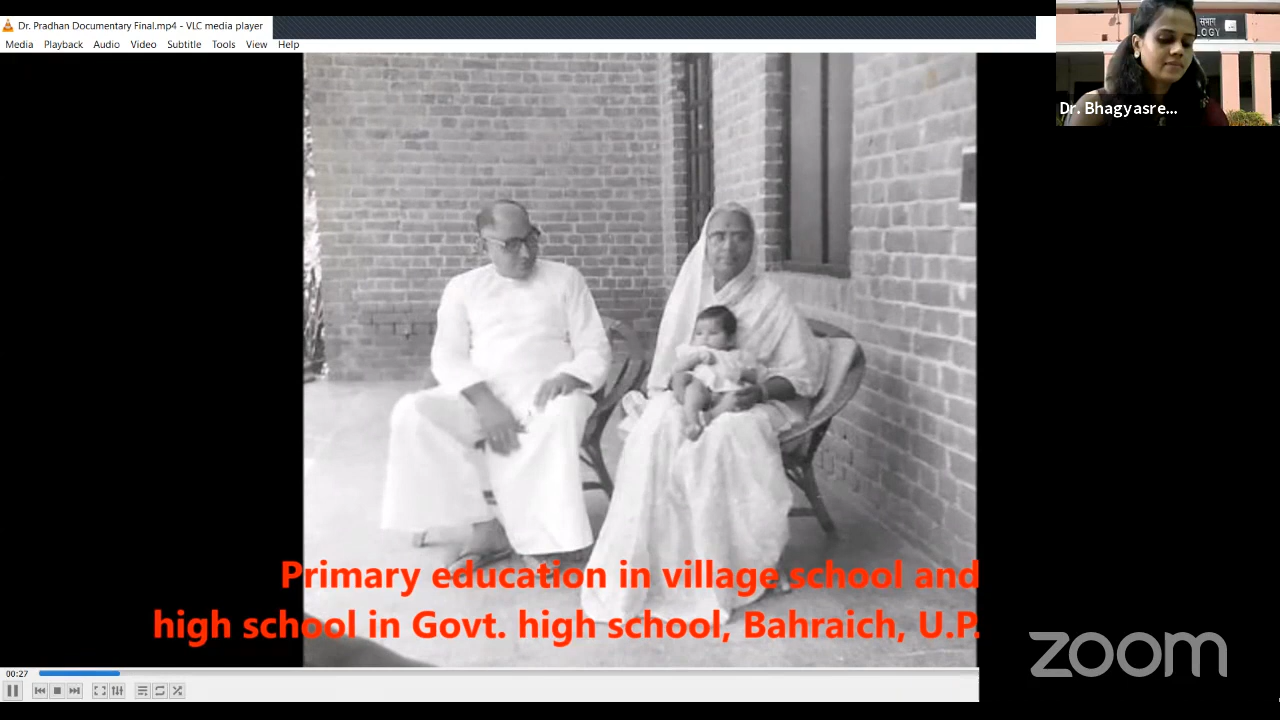 Dr. Pradhan Documentary Final.mp4 - VLC media player
Media Playback Audio Video Subtitle Tools View Help
संभाग
LOGY
Dr. Bhagyasre...
Primary education in village school and
high school in Govt. high school, Bahraich, U.P.
zoom
00:27